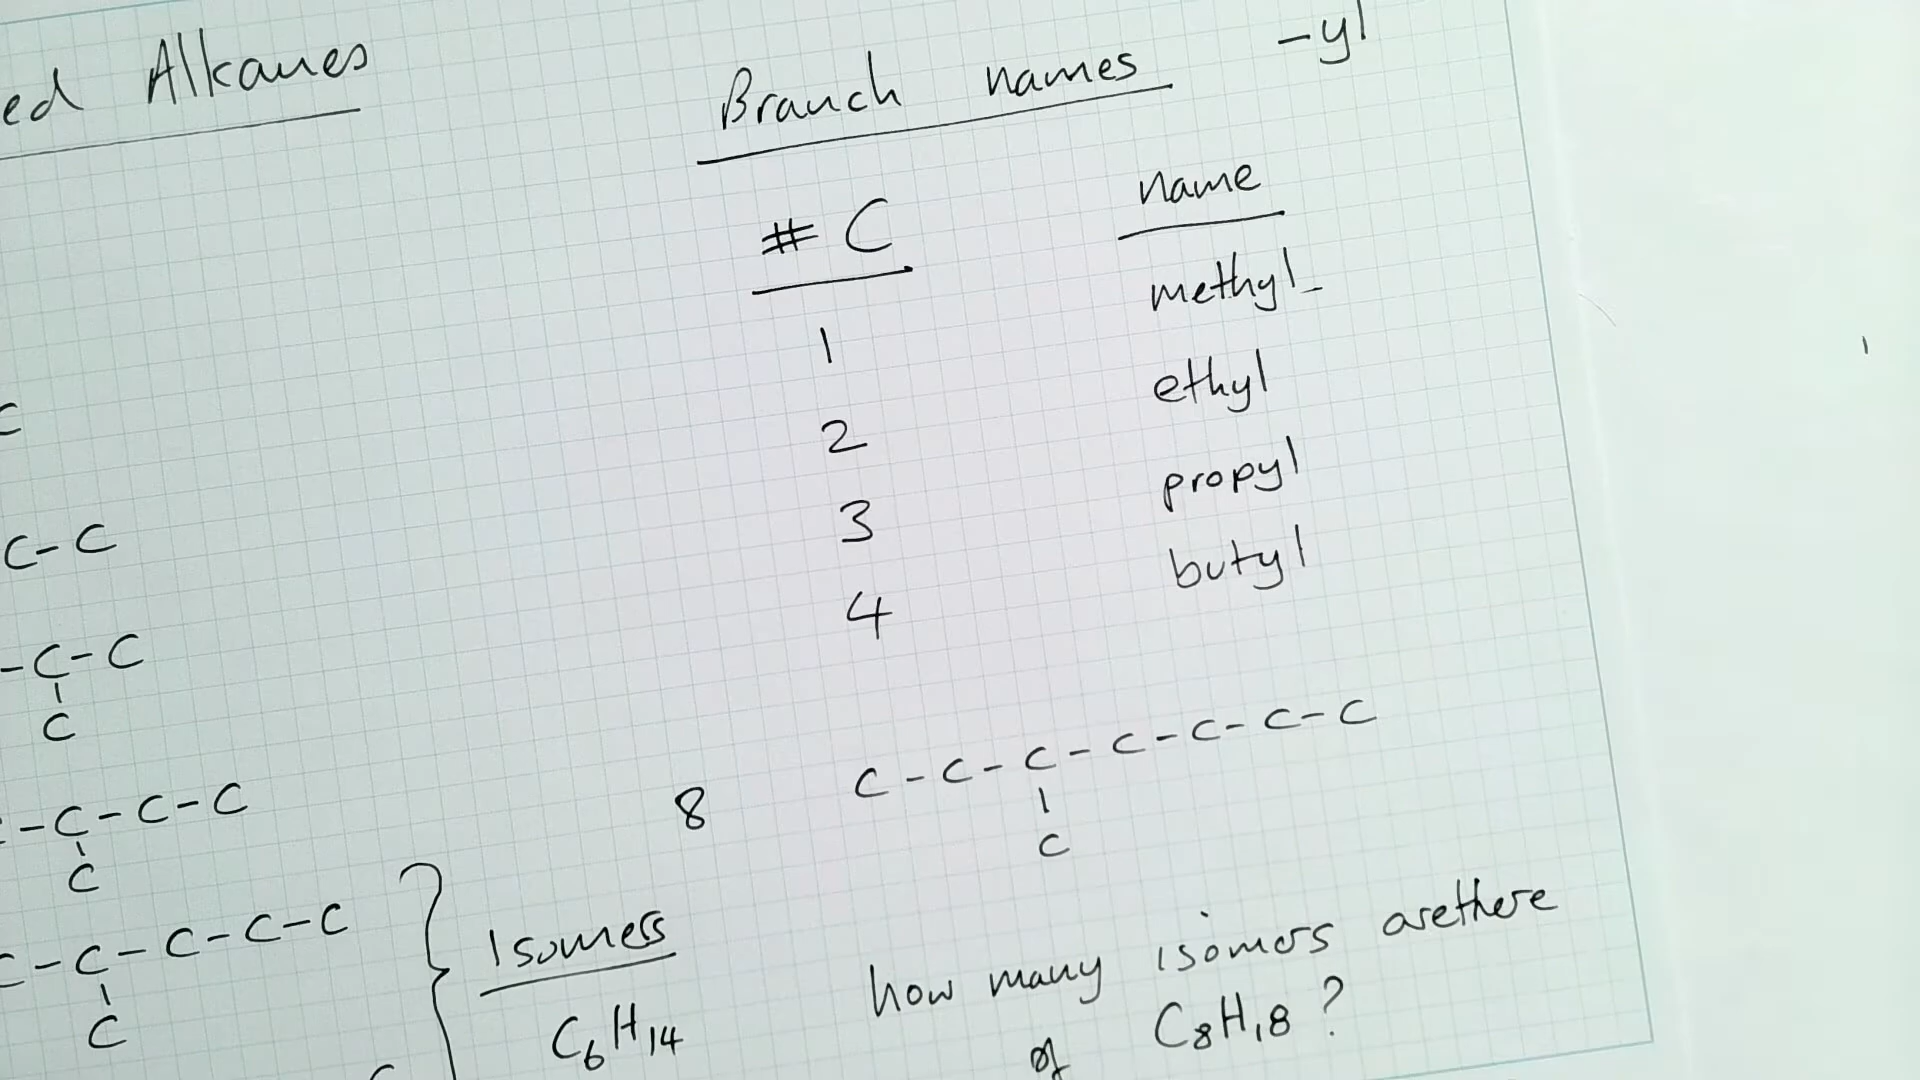 ed Alkanes
Branch names -yl
# C name
1 methyl-
2 ethyl
3 propyl
4 butyl
C
C-C
-C-C
C
-C-C-C
C
C-C-C-C-C
C
8 C-C-C-C-C-C-C
C
Isomers
C6H14
how many isomers arethere
of C8H18?